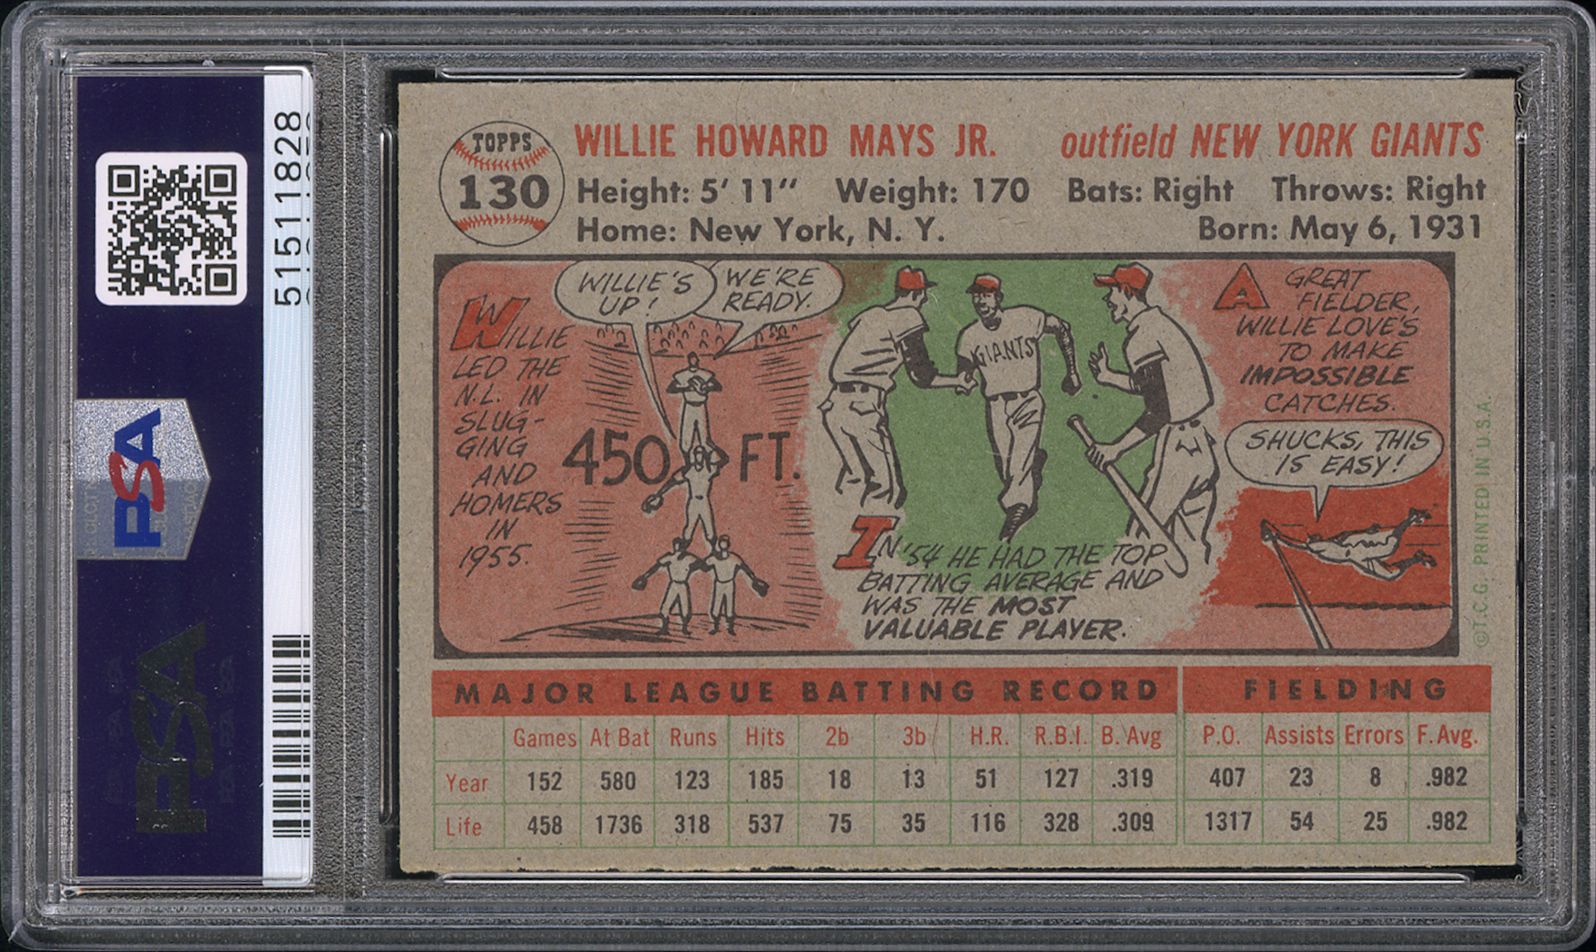 51511828
PSA
PSA
TOPPS
130
WILLIE HOWARD MAYS JR. outfield NEW YORK GIANTS
Height: 5' 11" Weight: 170 Bats: Right Throws: Right
Home: New York, N. Y. Born: May 6, 1931
WILLIE
LED THE
N.L. IN
SLUG-
GING
AND
HOMERS
IN
1955.
WILLIE'S
UP!
WE'RE
READY.
450 FT.
GIANTS
IN '54 HE HAD THE TOP
BATTING AVERAGE AND
WAS THE MOST
VALUABLE PLAYER.
A GREAT
FIELDER,
WILLIE LOVE'S
TO MAKE
IMPOSSIBLE
CATCHES.
SHUCKS, THIS
IS EASY!
©T.C.G. PRINTED IN U.S.A.
MAJOR LEAGUE BATTING RECORD FIELDING
Games At Bat Runs Hits 2b 3b H.R. R.B.I. B. Avg P.O. Assists Errors F. Avg.
Year 152 580 123 185 18 13 51 127 .319 407 23 8 .982
Life 458 1736 318 537 75 35 116 328 .309 1317 54 25 .982